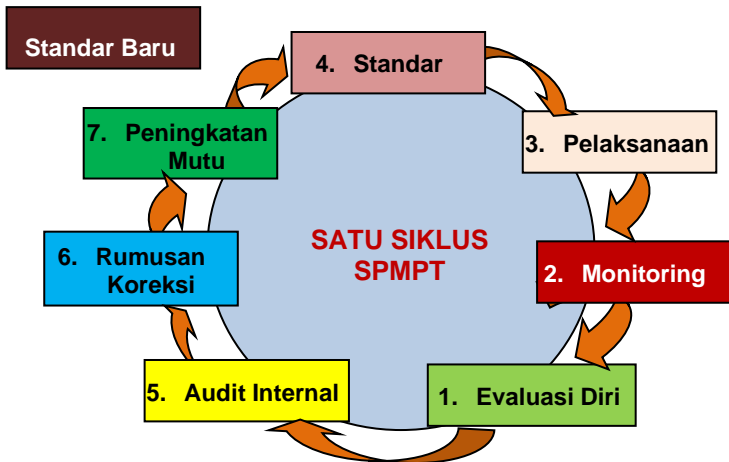 Standar Baru
4. Standar
7. Peningkatan
Mutu
3. Pelaksanaan
SATU SIKLUS
SPMPT
6. Rumusan
Koreksi
2. Monitoring
5. Audit Internal
1. Evaluasi Diri